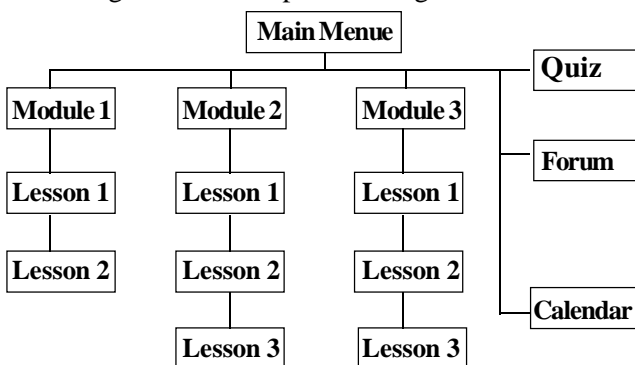 Main Menue
Quiz
Module 1
Module 2
Module 3
Forum
Lesson 1
Lesson 1
Lesson 1
Lesson 2
Lesson 2
Lesson 2
Calendar
Lesson 3
Lesson 3